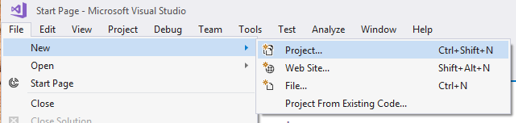 Start Page - Microsoft Visual Studio
File Edit View Project Debug Team Tools Test Analyze Window Help
New
Project... Ctrl+Shift+N
Open
Web Site... Shift+Alt+N
Start Page
File... Ctrl+N
Close
Project From Existing Code...
Close Solution